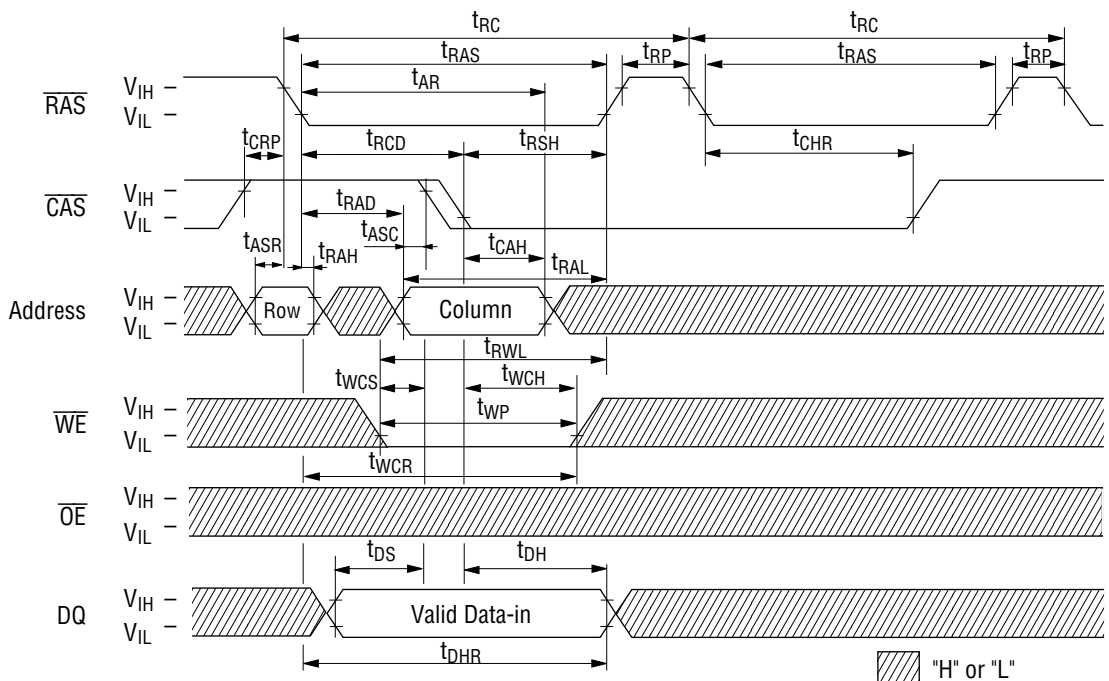 tRC tRC
tRAS tRP tRAS tRP
tAR
RAS VIH –
VIL –
tCRP tRCD tRSH tCHR
CAS VIH –
VIL –
tRAD
tASC
tASR tRAH tCAH
tRAL
Address VIH –
VIL –
Row Column
tRWL
tWCS tWCH
WE VIH –
VIL –
tWP
tWCR
OE VIH –
VIL –
tDS tDH
DQ VIH –
VIL –
Valid Data-in
tDHR
"H" or "L"